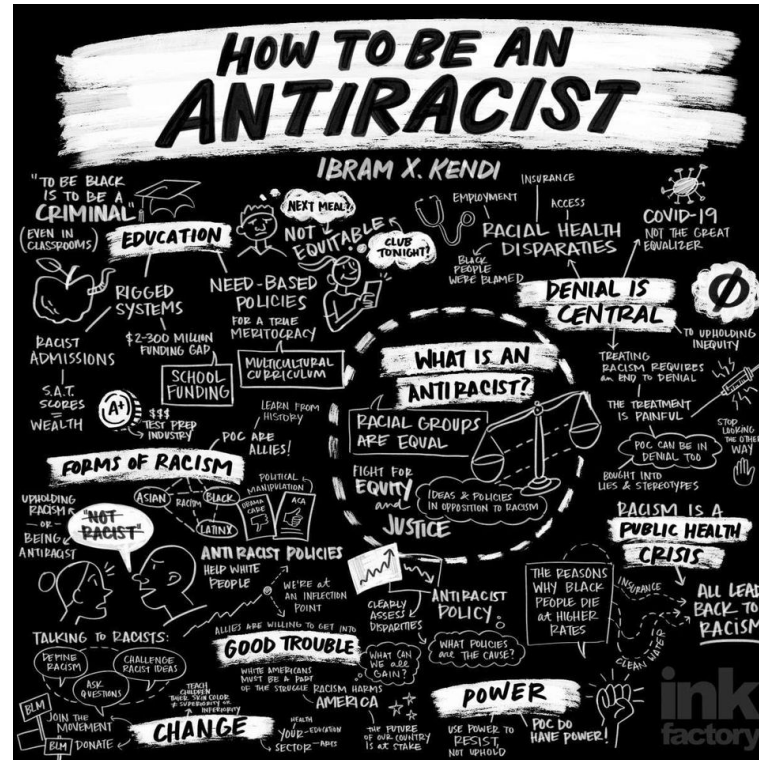 HOW TO BE AN
ANTIRACIST
IBRAM X. KENDI
"TO BE BLACK
IS TO BE A
CRIMINAL"
(EVEN IN
CLASSROOMS)
EDUCATION
RIGGED
SYSTEMS
RACIST
ADMISSIONS
S.A.T.
SCORES
=
WEALTH
$2-300 MILLION
FUNDING GAP
SCHOOL
FUNDING
A+
$$$
TEST PREP
INDUSTRY
NEED-BASED
POLICIES
FOR A TRUE
MERITOCRACY
MULTICULTURAL
CURRICULUM
NEXT MEAL?
NOT
EQUITABLE
CLUB
TONIGHT?
LEARN FROM
HISTORY
POC ARE
ALLIES!
EMPLOYMENT
INSURANCE
ACCESS
RACIAL HEALTH
DISPARITIES
BLACK
PEOPLE
WERE BLAMED
COVID-19
NOT THE GREAT
EQUALIZER
DENIAL IS
CENTRAL
TO UPHOLDING
INEQUITY
TREATING
RACISM REQUIRES
an END TO DENIAL
THE TREATMENT
IS PAINFUL
STOP
LOOKING
THE OTHER
WAY
POC CAN BE IN
DENIAL TOO
BOUGHT INTO
LIES & STEREOTYPES
WHAT IS AN
ANTIRACIST?
RACIAL GROUPS
ARE EQUAL
FIGHT FOR
EQUITY
and
JUSTICE
IDEAS & POLICIES
IN OPPOSITION TO RACISM
FORMS OF RACISM
ASIAN
RACISM
BLACK
LATINX
POLITICAL
MANIPULATION
OBAMA
CARE
ACA
UPHOLDING
RACISM
-OR-
BEING
ANTIRACIST
"NOT
RACIST"
ANTI RACIST POLICIES
HELP WHITE
PEOPLE
WE'RE at
AN INFLECTION
POINT
TALKING TO RACISTS:
DEFINE
RACISM
ASK
QUESTIONS
CHALLENGE
RACIST IDEAS
ALLIES ARE WILLING TO GET INTO
GOOD TROUBLE
WHITE AMERICANS
MUST BE A PART
OF THE STRUGGLE
RACISM HARMS
AMERICA
THE FUTURE
OF OUR COUNTRY
IS at STAKE
CLEARLY
ASSESS
DISPARITIES
WHAT CAN
WE all
GAIN?
ANTIRACIST
POLICY
WHAT POLICIES
are THE CAUSE?
RACISM IS A
PUBLIC HEALTH
CRISIS
THE REASONS
WHY BLACK
PEOPLE DIE
at HIGHER
RATES
INSURANCE
CLEAN WATER
ALL LEAD
BACK TO
RACISM
POWER
USE POWER TO
RESIST,
NOT UPHOLD
POC DO
HAVE POWER!
BLM
BLM
JOIN THE
MOVEMENT
DONATE
TEACH
CHILDREN
THEIR SKIN COLOR
≠ SUPERIORITY or
INFERIORITY
CHANGE
YOUR
SECTOR
HEALTH
EDUCATION
ink
factory